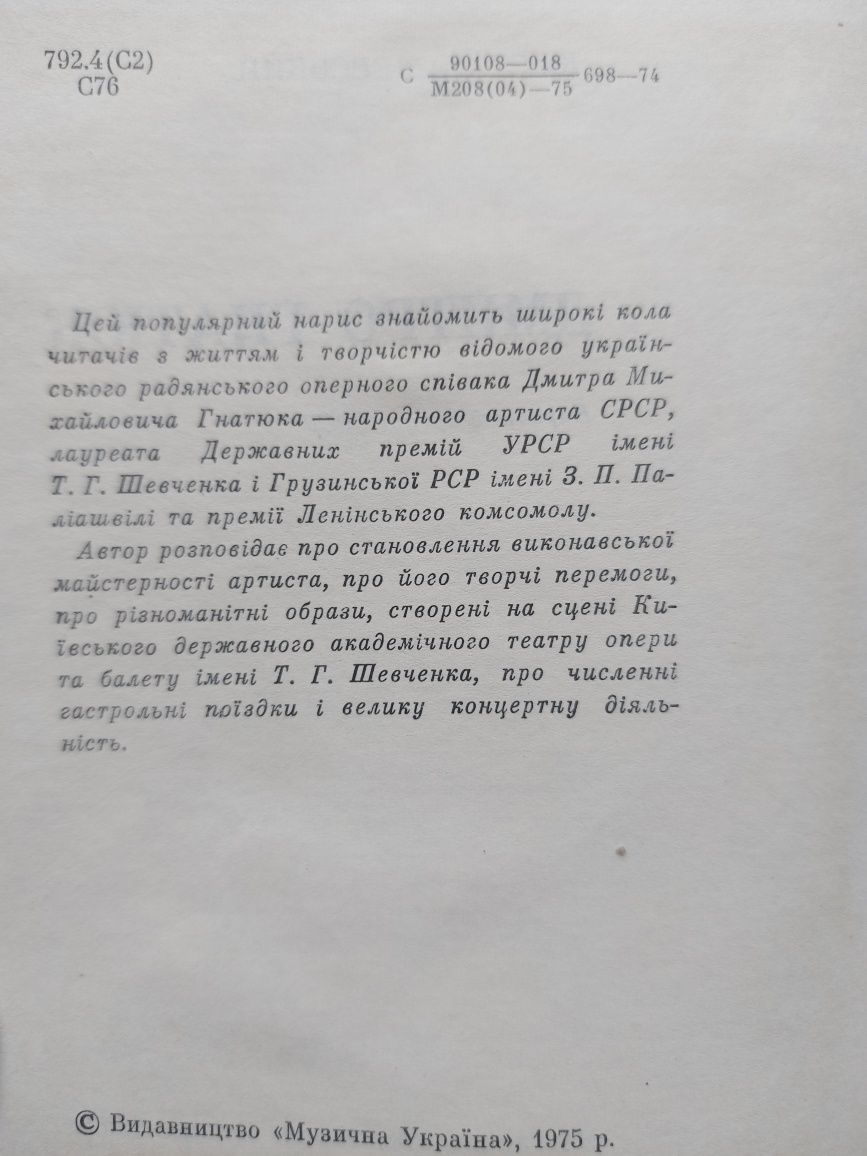 792.4(С2)
С76
С 90108—018
М208(04)—75 698—74
Цей популярний нарис знайомить широкі кола
читачів з життям і творчістю відомого україн-
ського радянського оперного співака Дмитра Ми-
хайловича Гнатюка — народного артиста СРСР,
лауреата Державних премій УРСР імені
Т. Г. Шевченка і Грузинської РСР імені З. П. Па-
ліашвілі та премії Ленінського комсомолу.
Автор розповідає про становлення виконавської
майстерності артиста, про його творчі перемоги,
про різноманітні образи, створені на сцені Ки-
ївського державного академічного театру опери
та балету імені Т. Г. Шевченка, про численні
гастрольні поїздки і велику концертну діяль-
ність.
© Видавництво «Музична Україна», 1975 р.